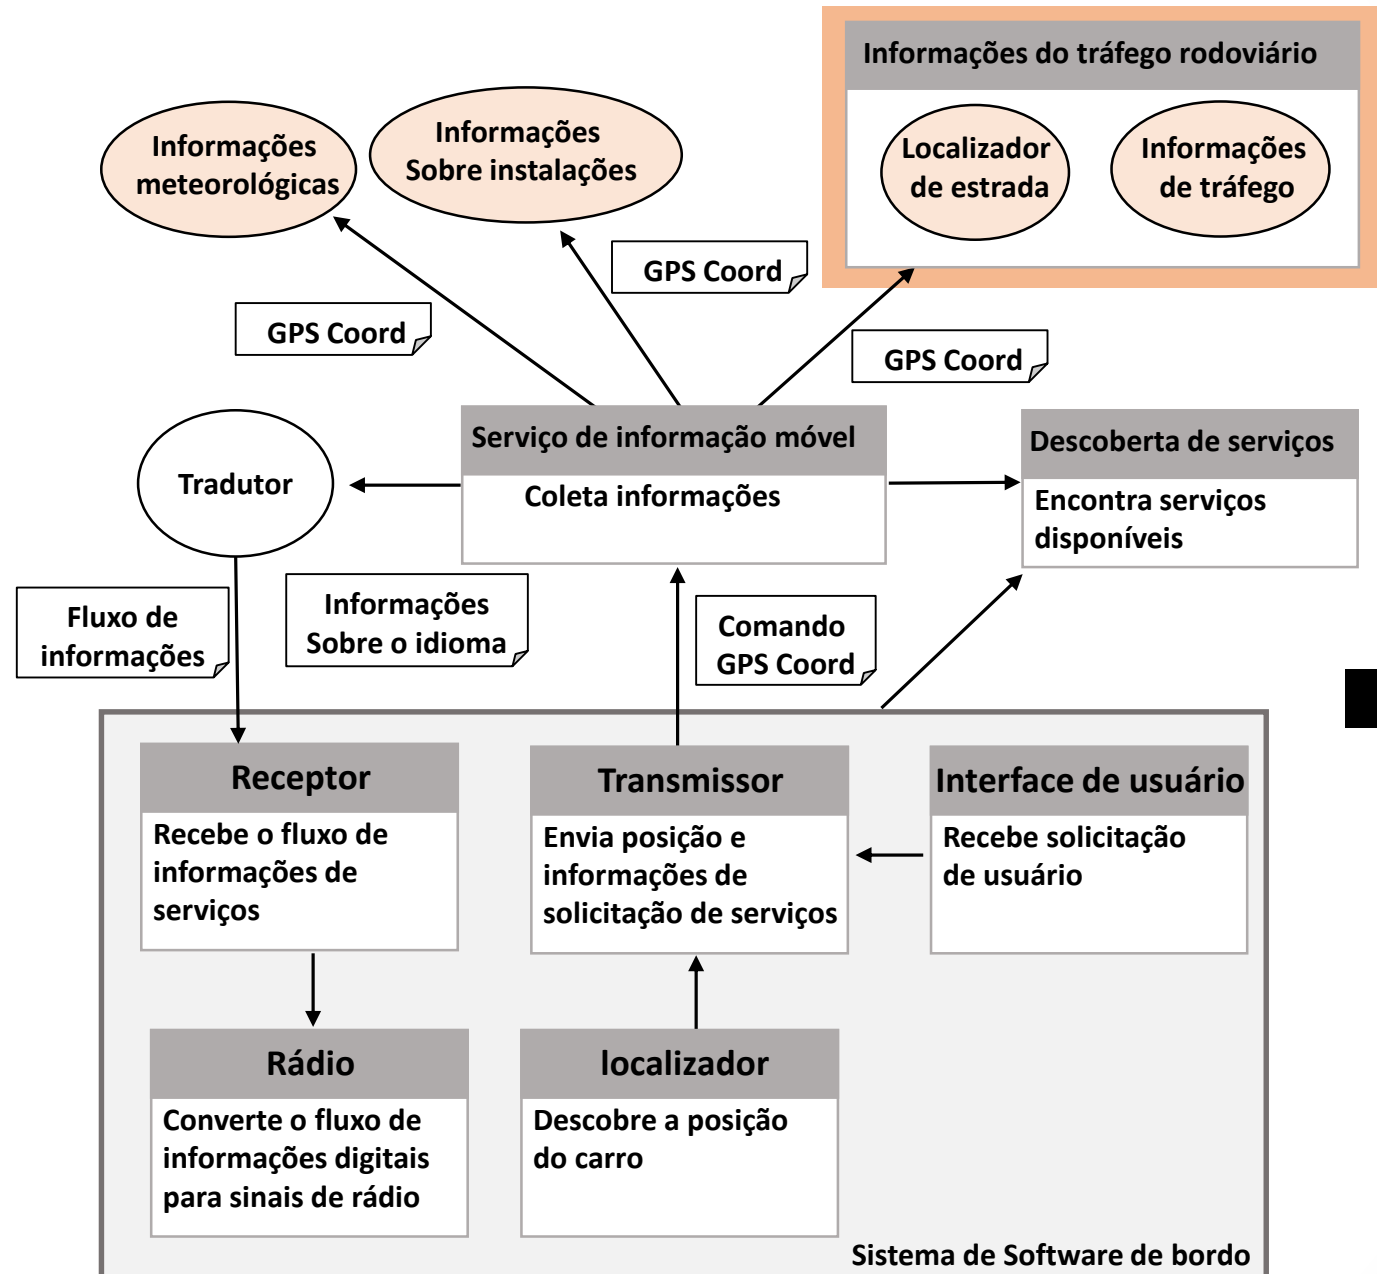 Informações do tráfego rodoviário
Informações
meteorológicas
Informações
Sobre instalações
Localizador
de estrada
Informações
de tráfego
GPS Coord
GPS Coord
GPS Coord
Tradutor
Serviço de informação móvel
Coleta informações
Descoberta de serviços
Encontra serviços
disponíveis
Fluxo de
informações
Informações
Sobre o idioma
Comando
GPS Coord
Receptor
Recebe o fluxo de
informações de
serviços
Transmissor
Envia posição e
informações de
solicitação de serviços
Interface de usuário
Recebe solicitação
de usuário
Rádio
Converte o fluxo de
informações digitais
para sinais de rádio
localizador
Descobre a posição
do carro
Sistema de Software de bordo